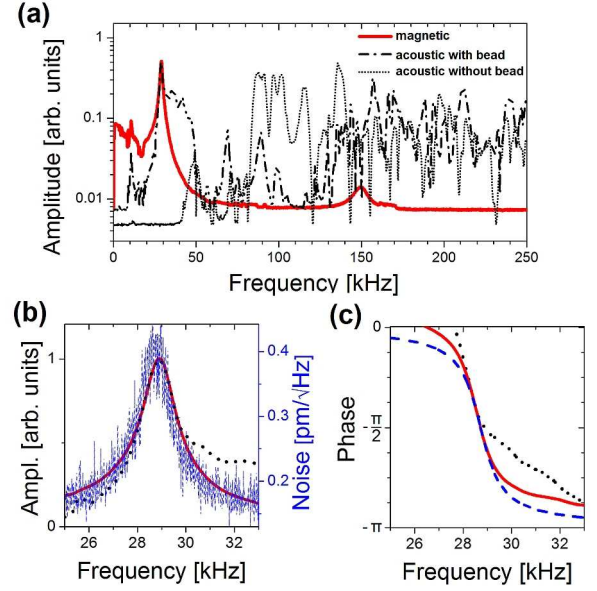 (a)
magnetic
acoustic with bead
acoustic without bead
Amplitude [arb. units]
1
0.1
0.01
0 50 100 150 200 250
Frequency [kHz]
(b)
Ampl. [arb. units]
1
0
26 28 30 32
Frequency [kHz]
0.4
0.3
0.2
Noise [pm/√Hz]
(c)
Phase
0
-π/2
-π
26 28 30 32
Frequency [kHz]